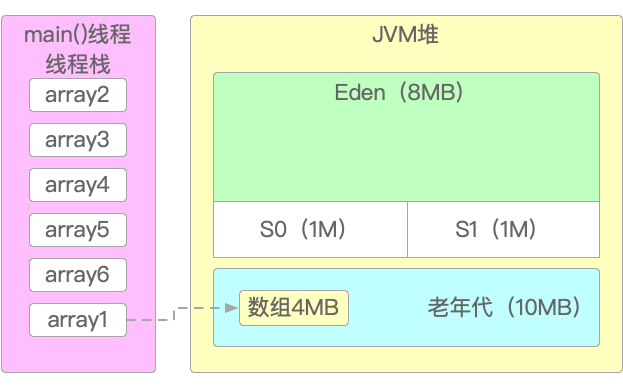 main()线程
线程栈
array2
array3
array4
array5
array6
array1
JVM堆
Eden（8MB）
S0（1M）
S1（1M）
数组4MB
老年代（10MB）